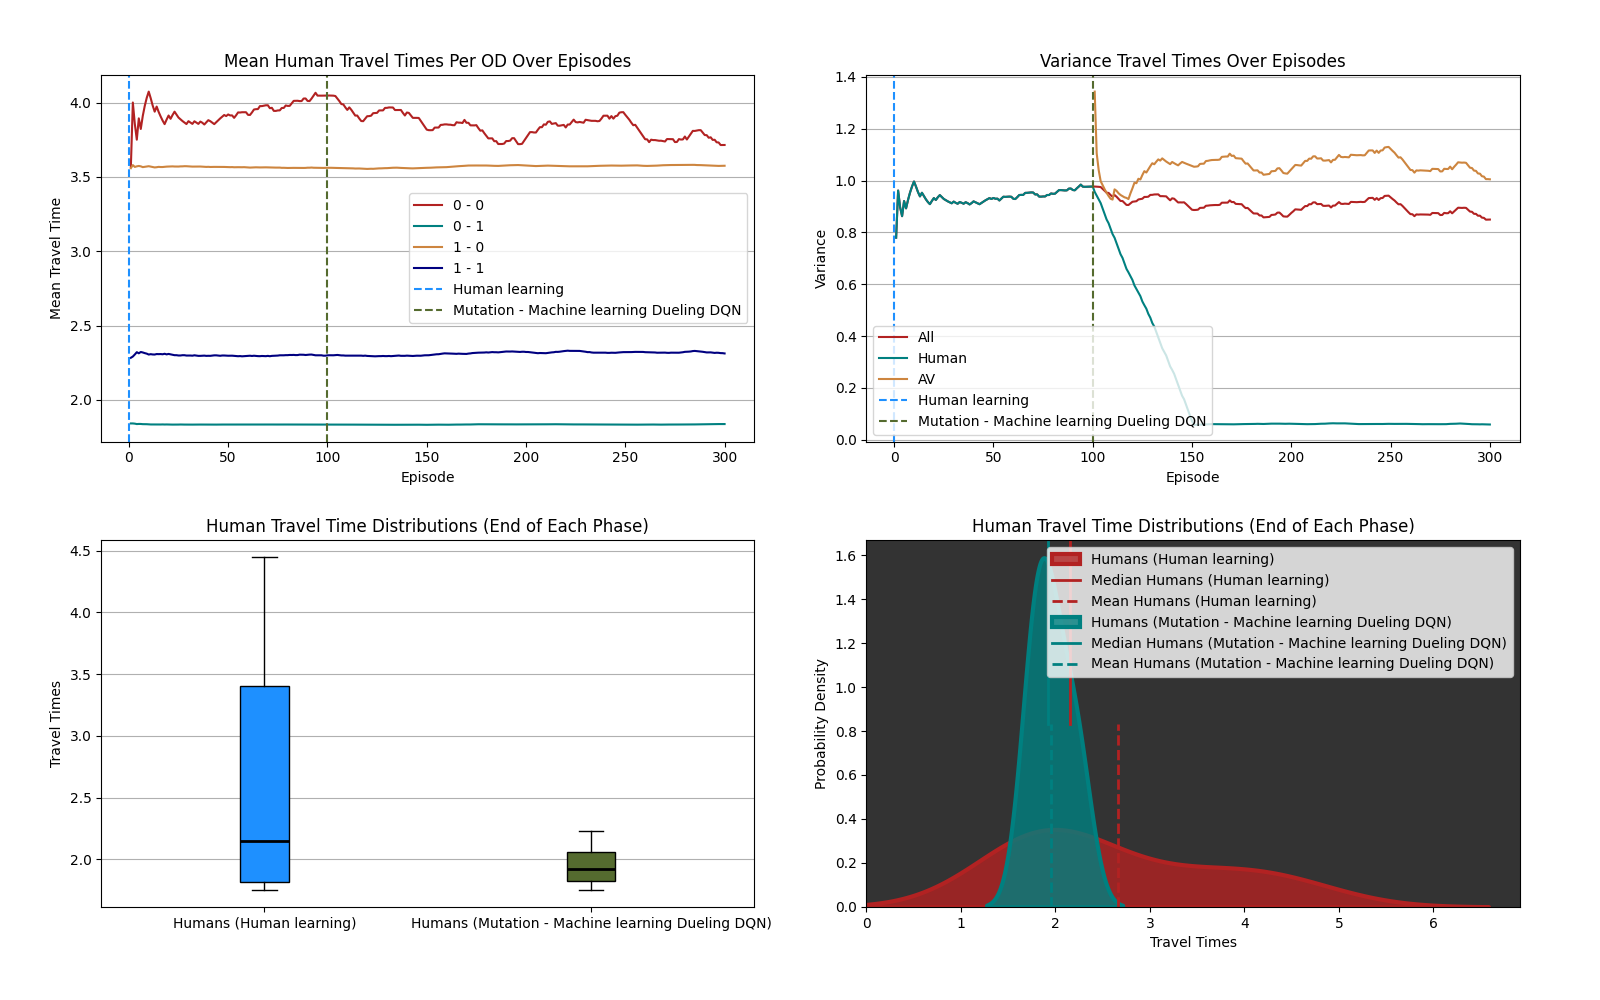 Mean Human Travel Times Per OD Over Episodes
Mean Travel Time
4.0
3.5
3.0
2.5
2.0
0 - 0
0 - 1
1 - 0
1 - 1
Human learning
Mutation - Machine learning Dueling DQN
0 50 100 150 200 250 300
Episode
Variance Travel Times Over Episodes
Variance
1.4
1.2
1.0
0.8
0.6
0.4
0.2
0.0
All
Human
AV
Human learning
Mutation - Machine learning Dueling DQN
0 50 100 150 200 250 300
Episode
Human Travel Time Distributions (End of Each Phase)
Travel Times
4.5
4.0
3.5
3.0
2.5
2.0
Humans (Human learning)
Humans (Mutation - Machine learning Dueling DQN)
Human Travel Time Distributions (End of Each Phase)
Probability Density
1.6
1.4
1.2
1.0
0.8
0.6
0.4
0.2
0.0
Humans (Human learning)
Median Humans (Human learning)
Mean Humans (Human learning)
Humans (Mutation - Machine learning Dueling DQN)
Median Humans (Mutation - Machine learning Dueling DQN)
Mean Humans (Mutation - Machine learning Dueling DQN)
0 1 2 3 4 5 6
Travel Times